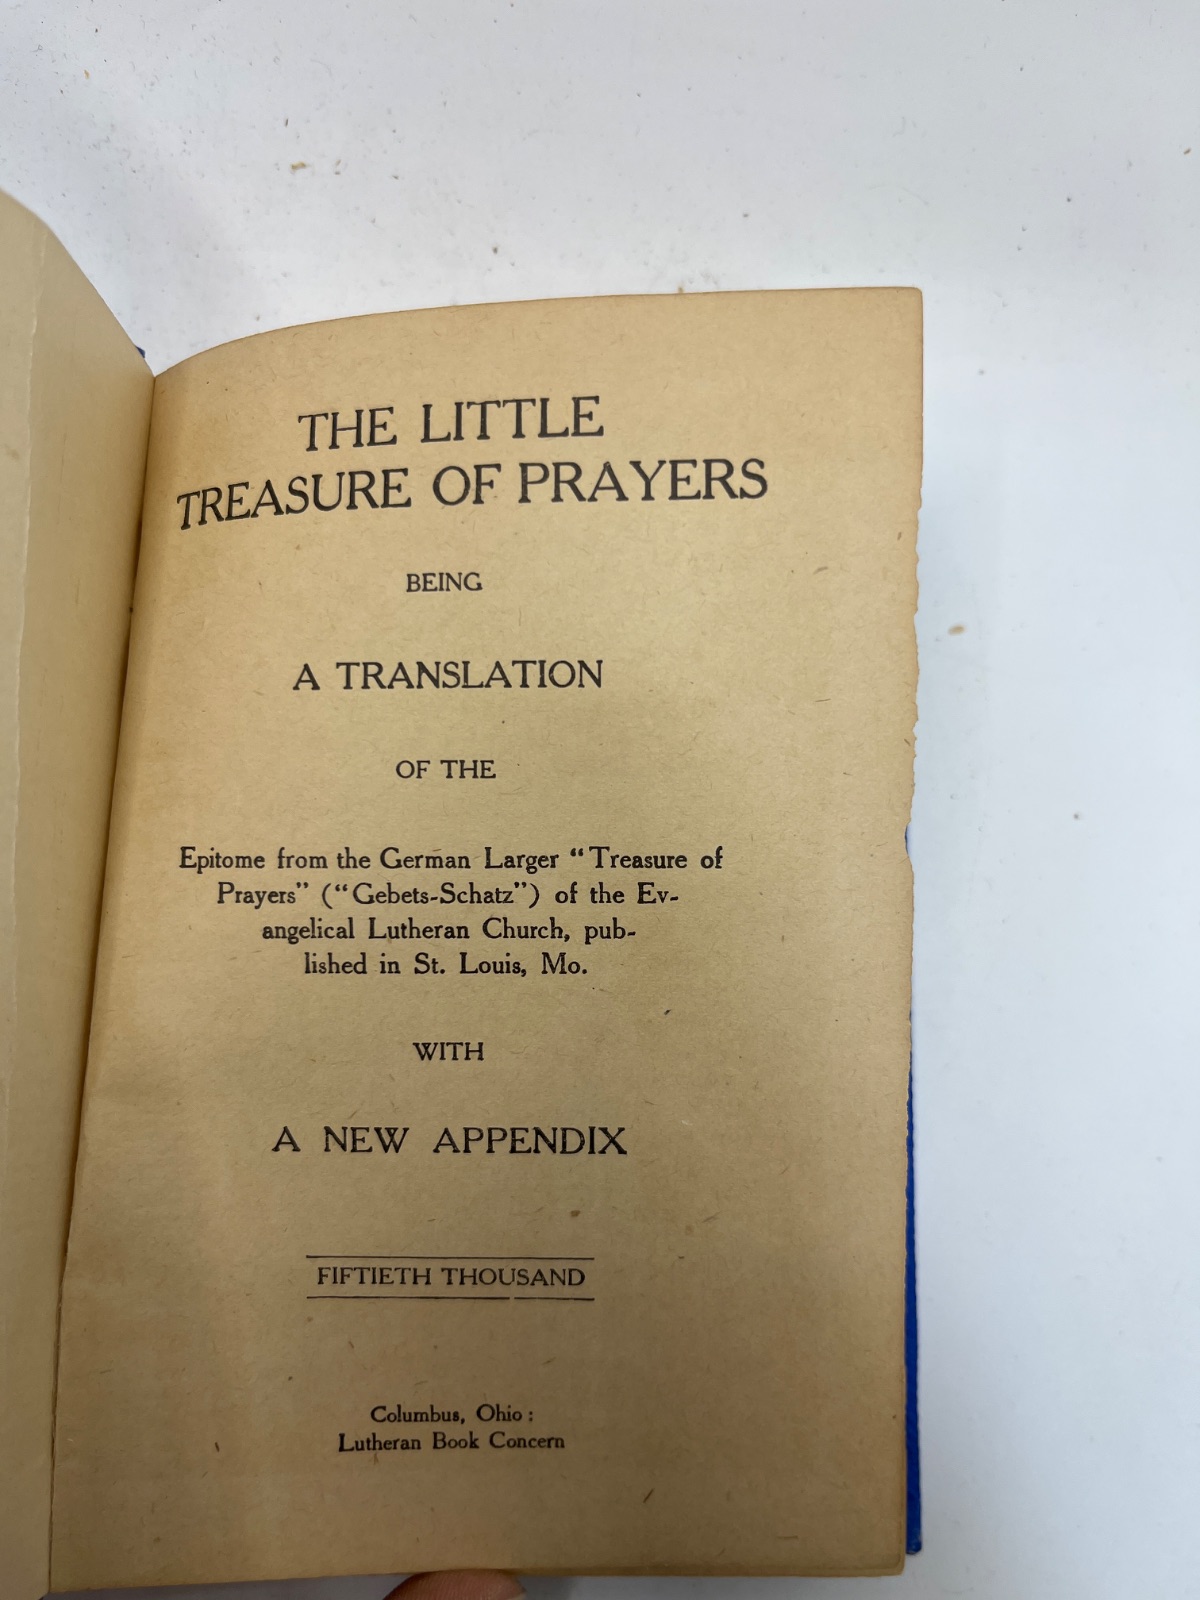 THE LITTLE
TREASURE OF PRAYERS
BEING
A TRANSLATION
OF THE
Epitome from the German Larger “Treasure of
Prayers” (“Gebets-Schatz”) of the Ev-
angelical Lutheran Church, pub-
lished in St. Louis, Mo.
WITH
A NEW APPENDIX
FIFTIETH THOUSAND
Columbus, Ohio:
Lutheran Book Concern